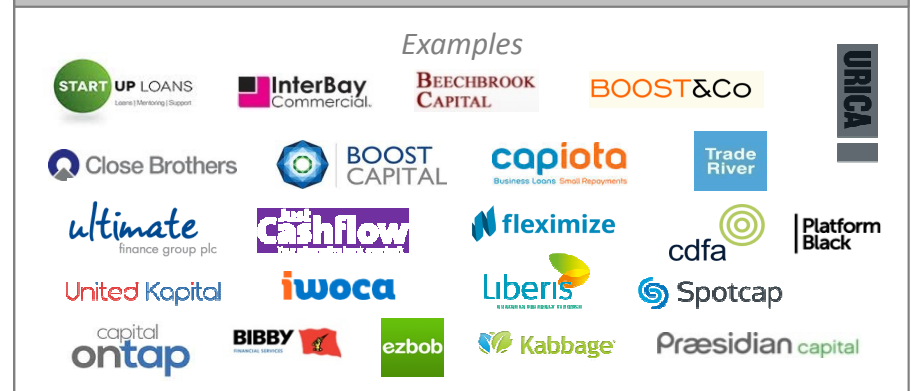 Examples
START UP LOANS
Loans | Mentoring | Support
InterBay
Commercial.
BEECHBROOK
CAPITAL
BOOST&Co
URICA
Close Brothers
BOOST
CAPITAL
capiota
Business Loans Small Repayments
Trade
River
ultimate
finance group plc
Just
Cashflow
fleximize
cdfa
Platform
Black
United Kapital
iwoca
Liberis
Spotcap
capital
ontap
BIBBY
FINANCIAL SERVICES
ezbob
Kabbage
Præsidian capital